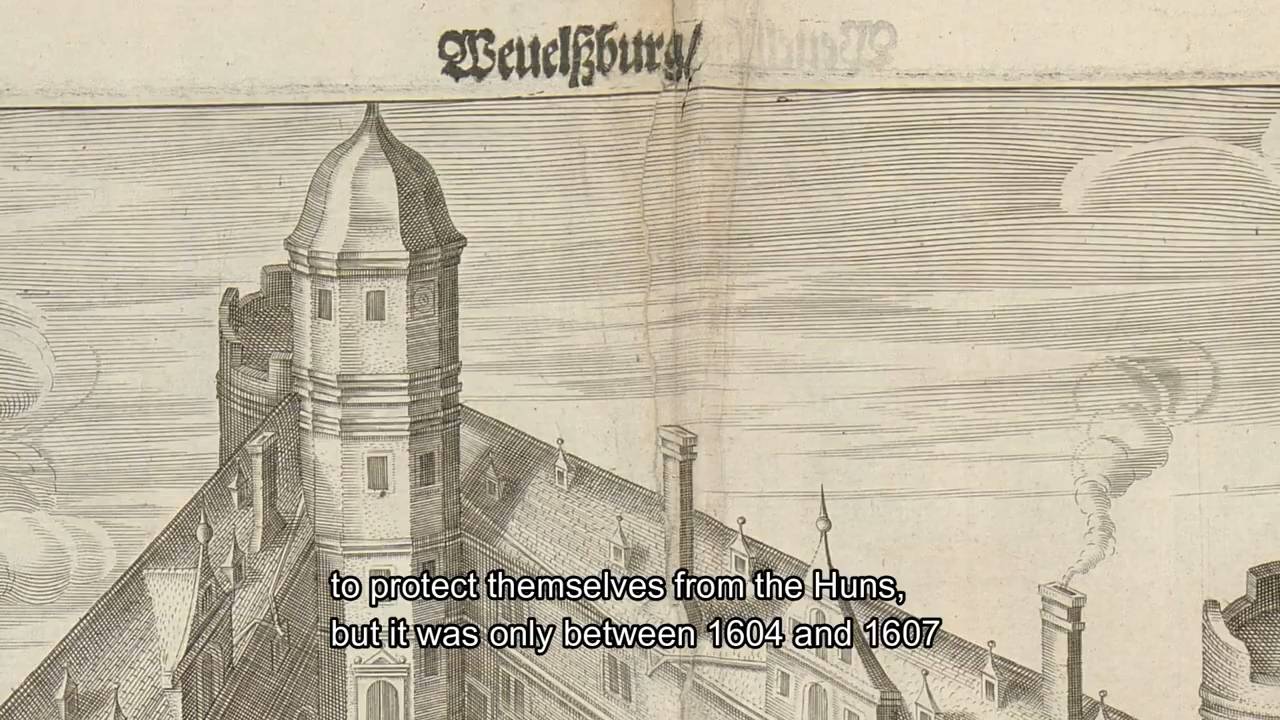 Weuelßburg/
to protect themselves from the Huns,
but it was only between 1604 and 1607